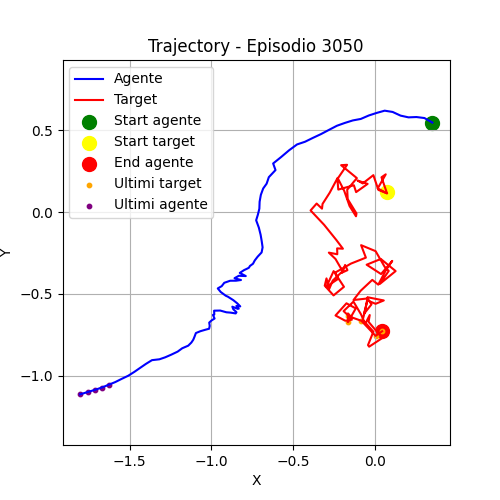 Trajectory - Episodio 3050
Agente
Target
Start agente
Start target
End agente
Ultimi target
Ultimi agente
0.5
0.0
−0.5
−1.0
Y
−1.5
−1.0
−0.5
0.0
X